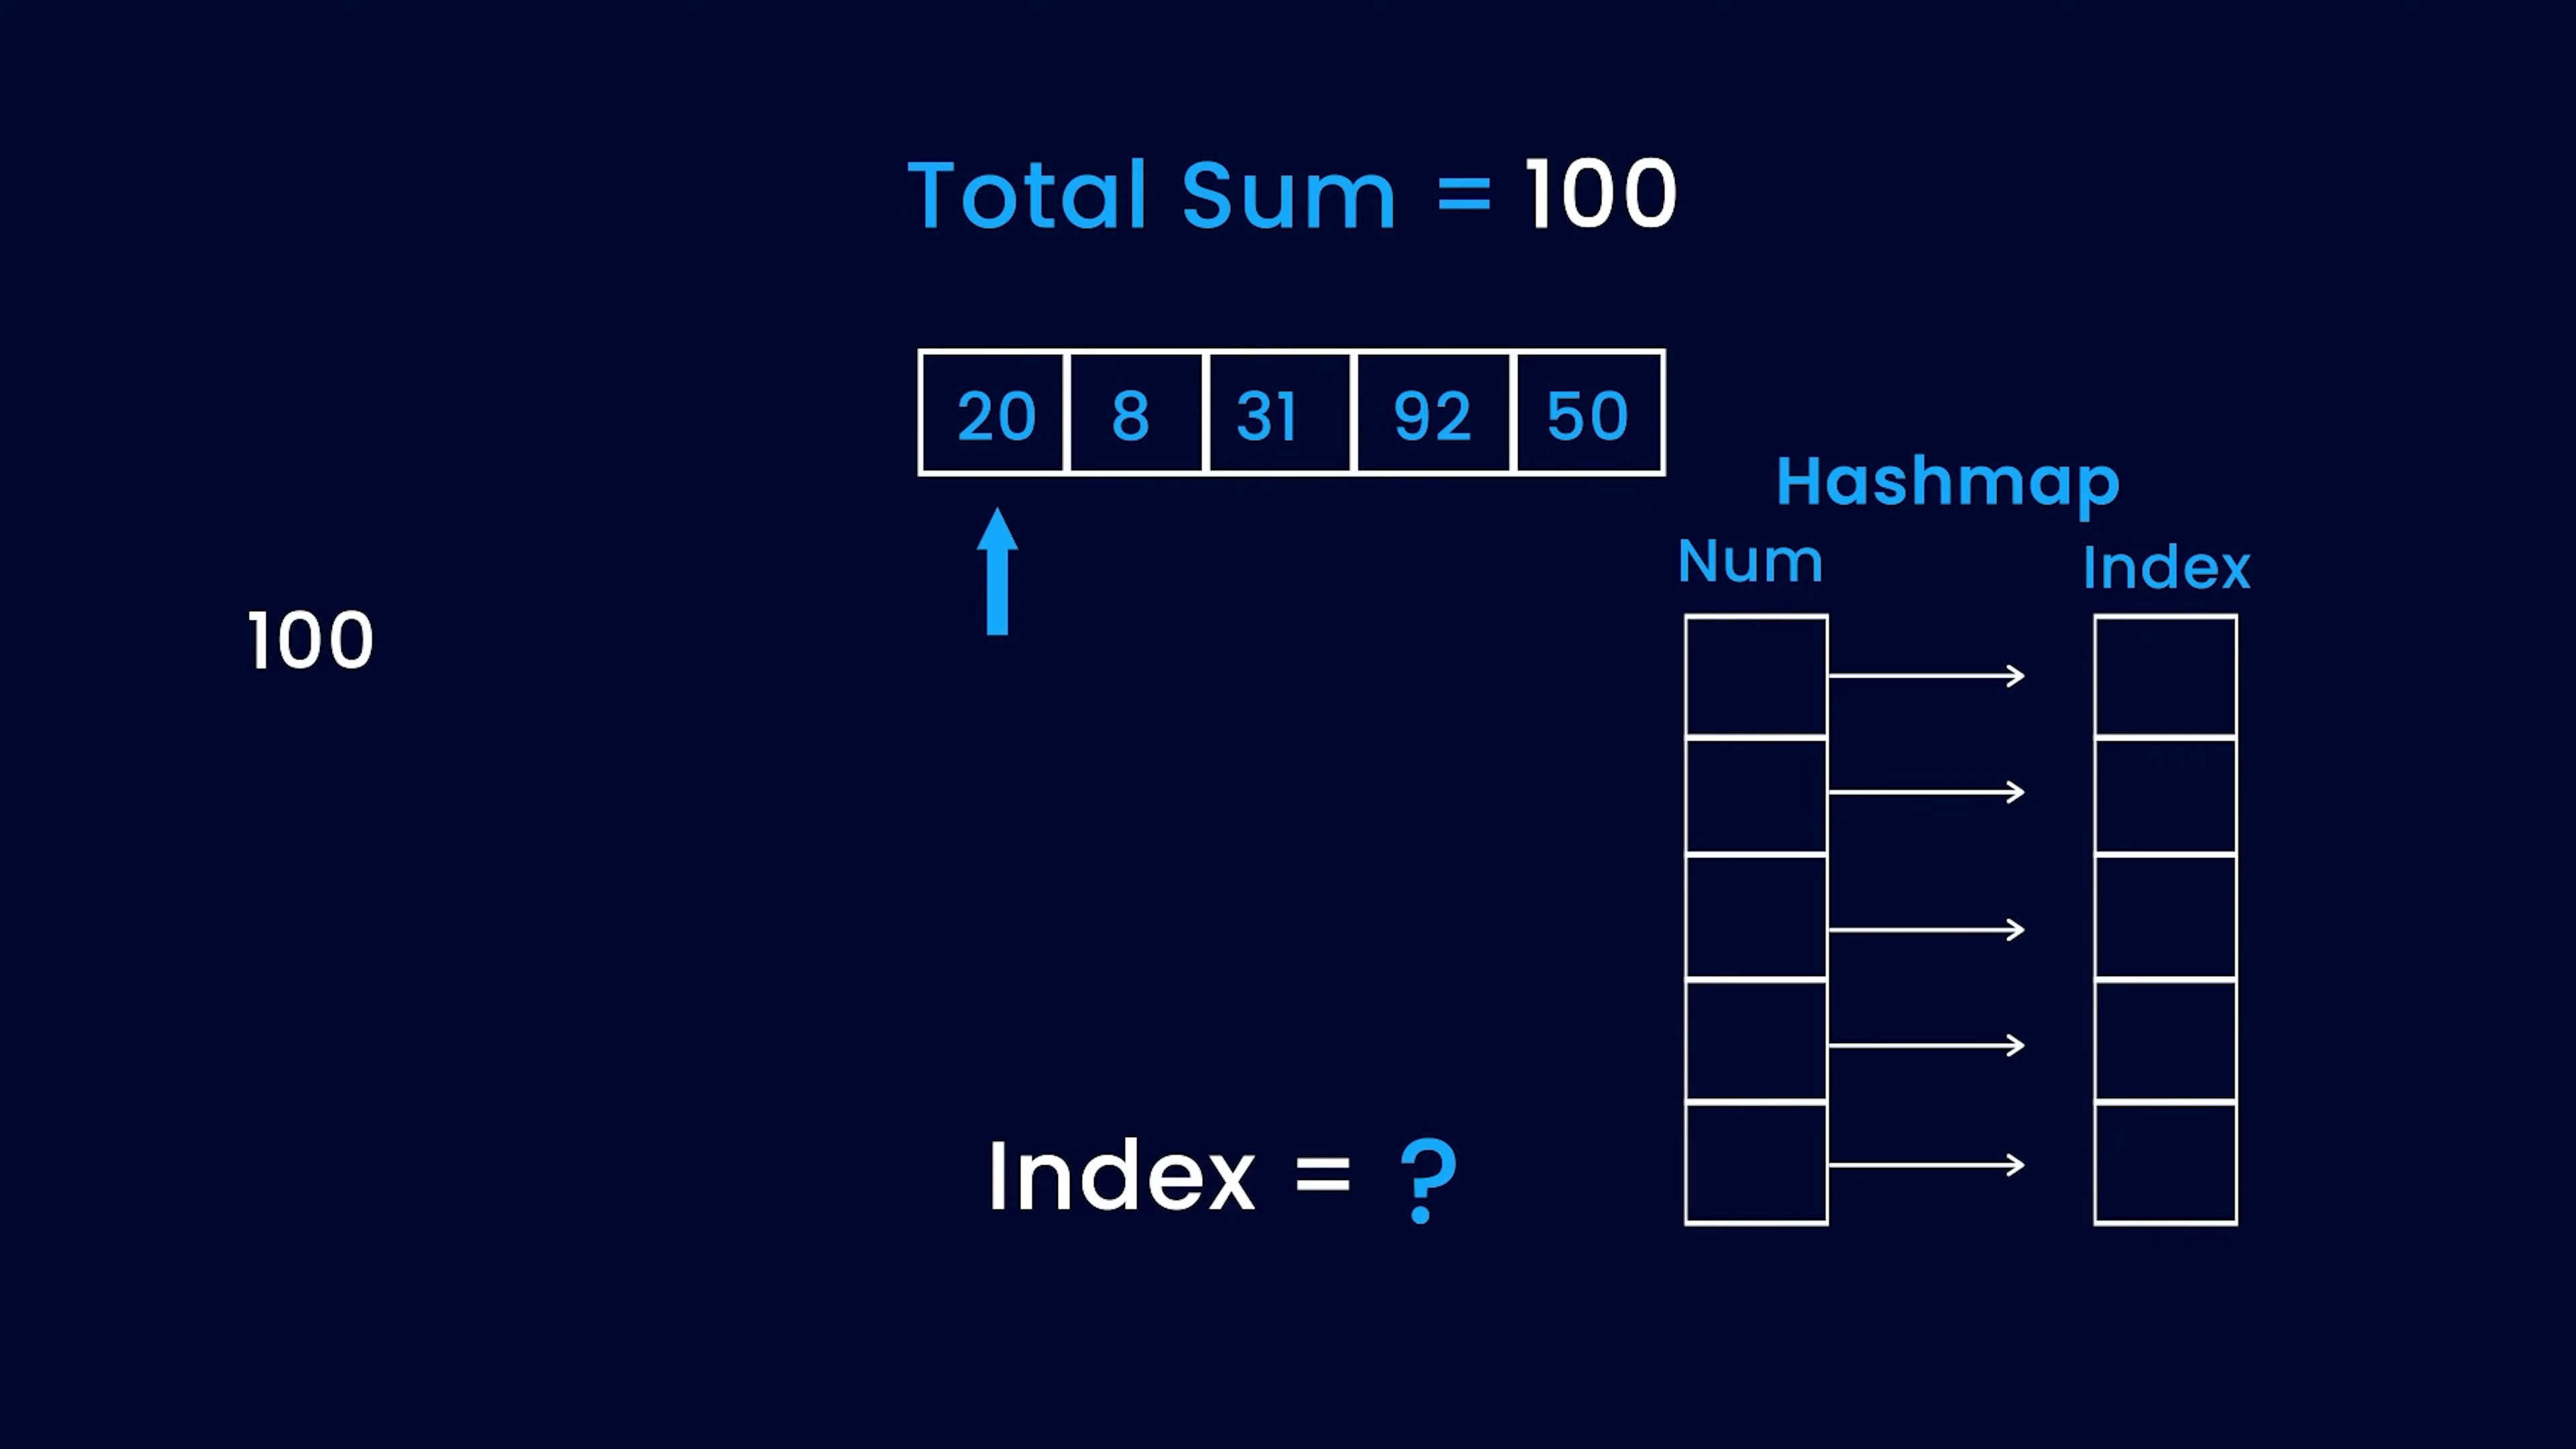 Total Sum = 100
20 8 31 92 50
Hashmap
Num Index
100
Index = ?